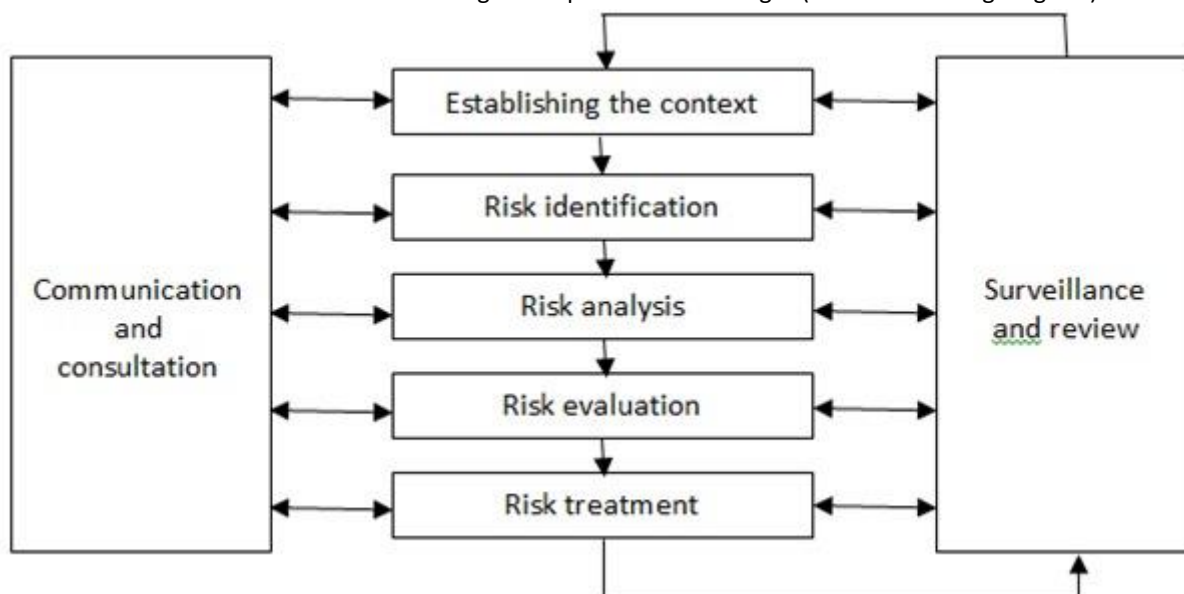 Communication
and
consultation
Establishing the context
Risk identification
Risk analysis
Risk evaluation
Risk treatment
Surveillance
and review